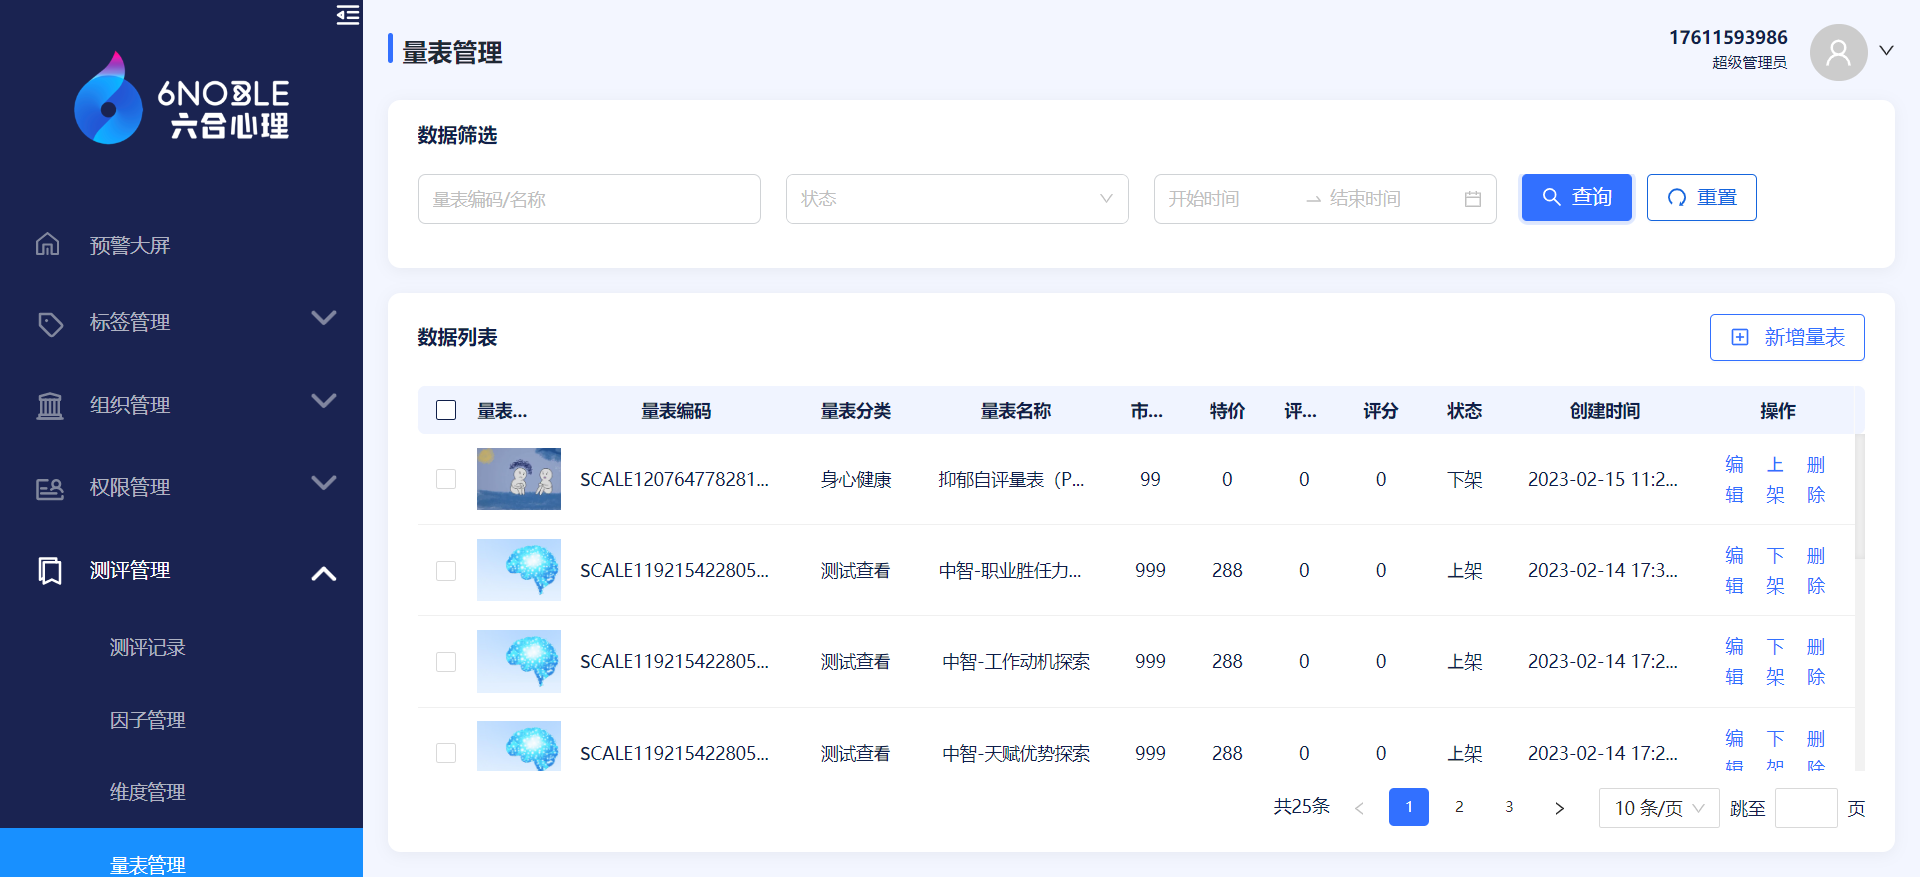 6NOBLE
六合心理
预警大屏
标签管理
组织管理
权限管理
测评管理
测评记录
因子管理
维度管理
量表管理
量表管理
17611593986
超级管理员
数据筛选
量表编码/名称
状态
开始时间
结束时间
查询
重置
数据列表
新增量表
量表... 量表编码 量表分类 量表名称 市... 特价 评... 评分 状态 创建时间 操作
SCALE120764778281... 身心健康 抑郁自评量表（P... 99 0 0 0 下架 2023-02-15 11:2... 编辑 上架 删除
SCALE119215422805... 测试查看 中智-职业胜任力... 999 288 0 0 上架 2023-02-14 17:3... 编辑 下架 删除
SCALE119215422805... 测试查看 中智-工作动机探索 999 288 0 0 上架 2023-02-14 17:2... 编辑 下架 删除
SCALE119215422805... 测试查看 中智-天赋优势探索 999 288 0 0 上架 2023-02-14 17:2... 编辑 下架 删除
共25条 < 1 2 3 > 10 条/页 跳至 页